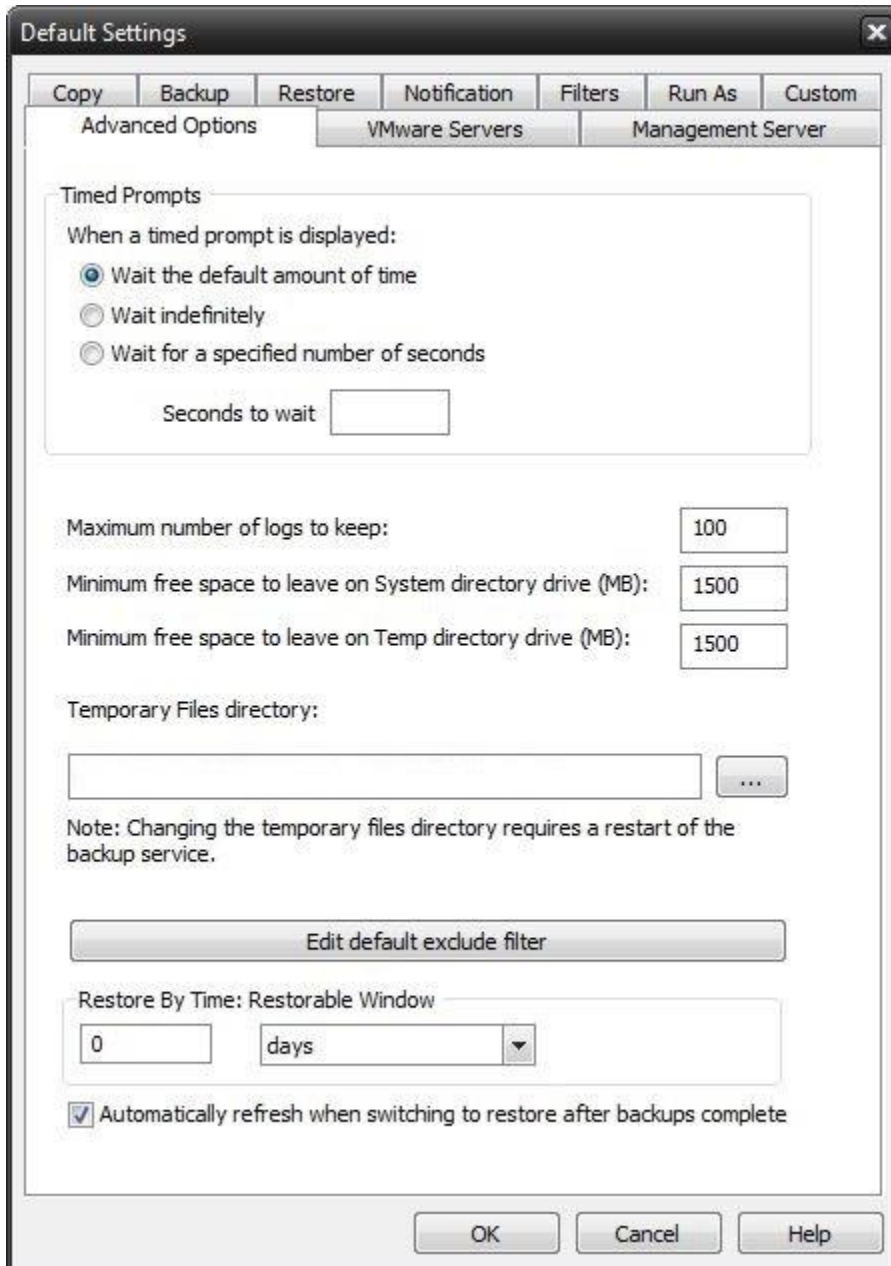 Default Settings
Copy
Backup
Restore
Notification
Filters
Run As
Custom
Advanced Options
VMware Servers
Management Server
Timed Prompts
When a timed prompt is displayed:
Wait the default amount of time
Wait indefinitely
Wait for a specified number of seconds
Seconds to wait
Maximum number of logs to keep:
100
Minimum free space to leave on System directory drive (MB):
1500
Minimum free space to leave on Temp directory drive (MB):
1500
Temporary Files directory:
...
Note: Changing the temporary files directory requires a restart of the
backup service.
Edit default exclude filter
Restore By Time: Restorable Window
0
days
Automatically refresh when switching to restore after backups complete
OK
Cancel
Help